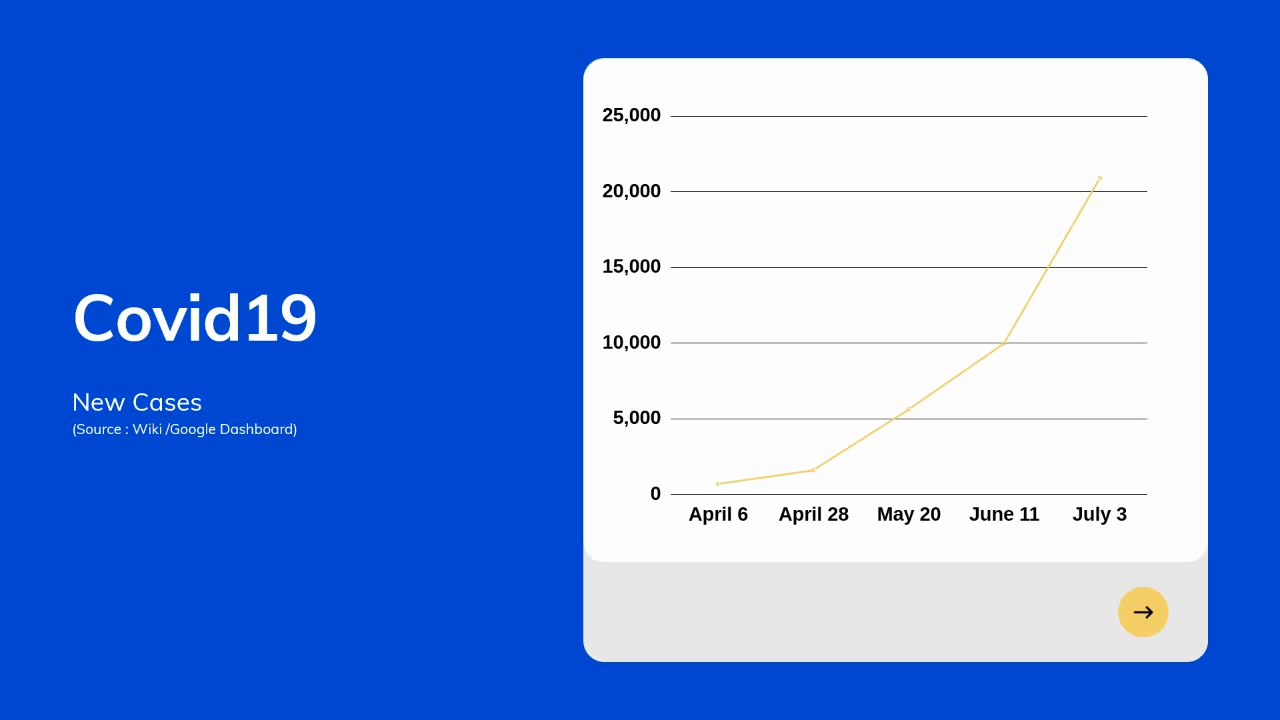 Covid19
New Cases
(Source : Wiki /Google Dashboard)
25,000
20,000
15,000
10,000
5,000
0
April 6 April 28 May 20 June 11 July 3